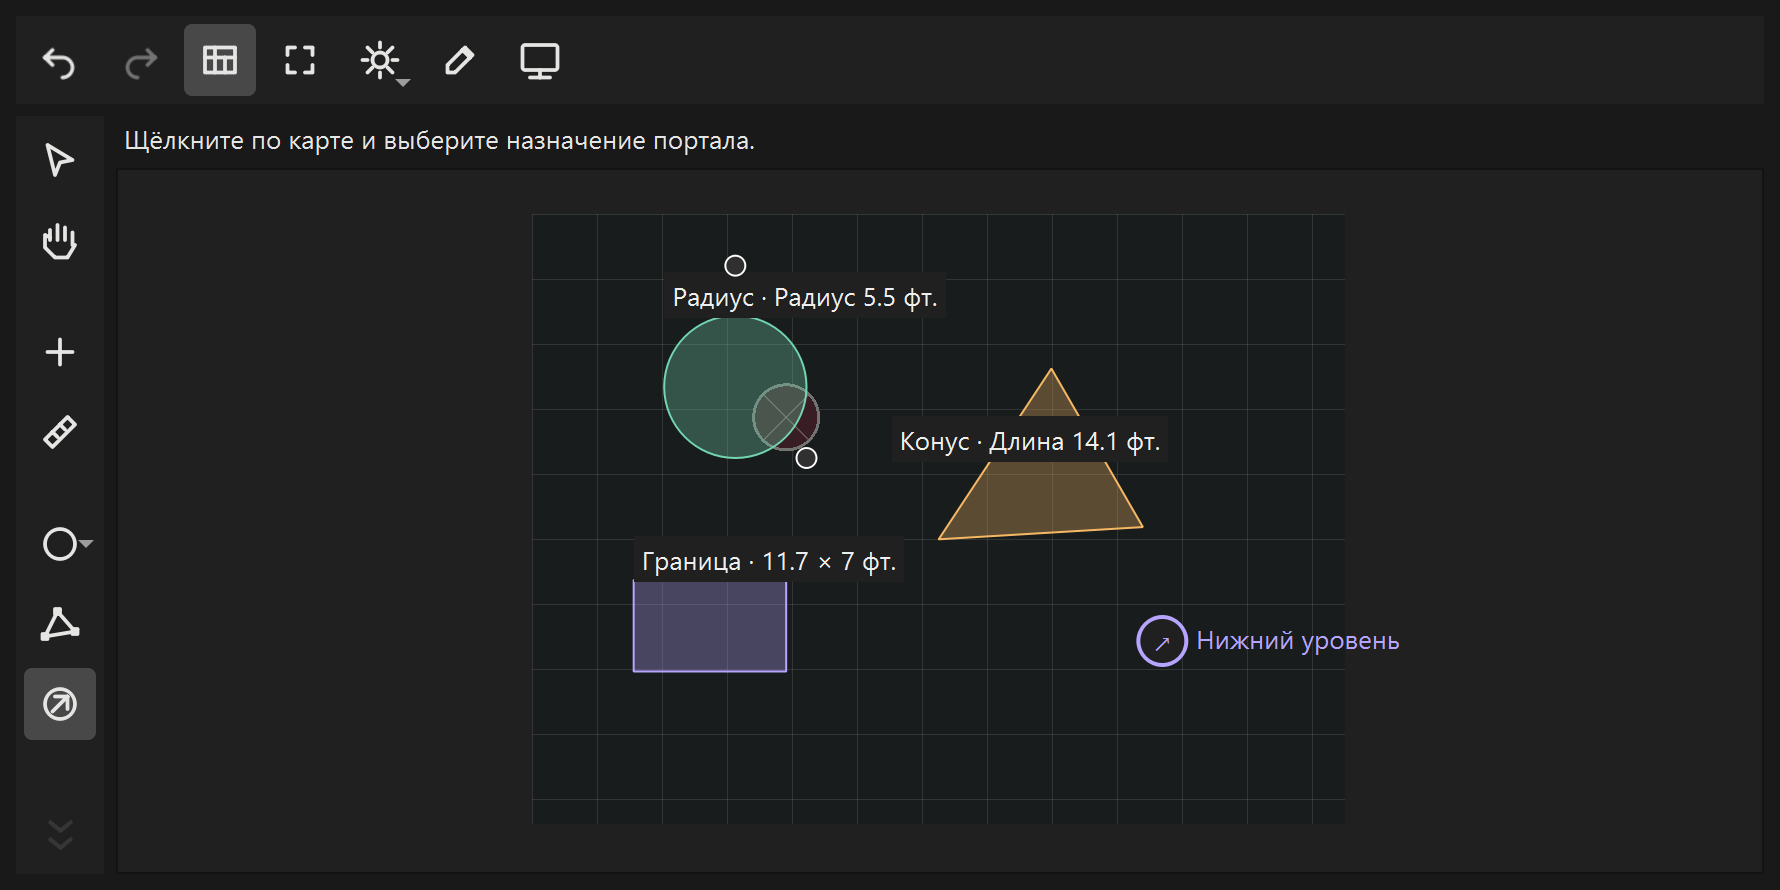 Щёлкните по карте и выберите назначение портала.
Радиус · Радиус 5.5 фт.
Конус · Длина 14.1 фт.
Граница · 11.7 × 7 фт.
Нижний уровень